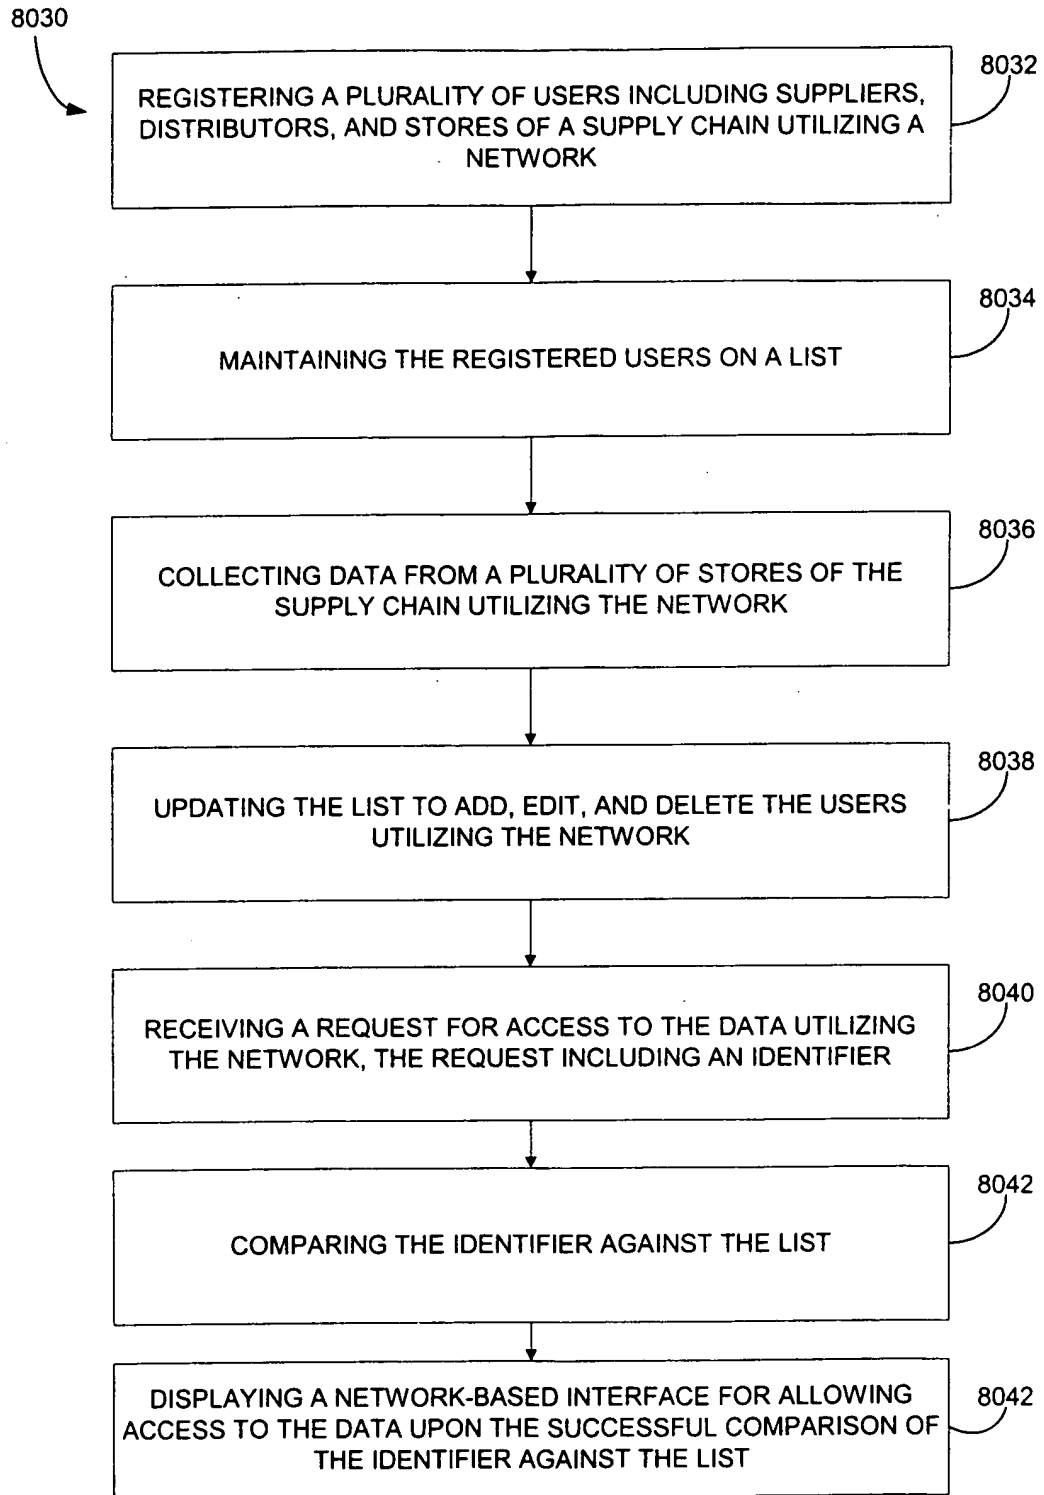 8030
8032
REGISTERING A PLURALITY OF USERS INCLUDING SUPPLIERS,
DISTRIBUTORS, AND STORES OF A SUPPLY CHAIN UTILIZING A
NETWORK
8034
MAINTAINING THE REGISTERED USERS ON A LIST
8036
COLLECTING DATA FROM A PLURALITY OF STORES OF THE
SUPPLY CHAIN UTILIZING THE NETWORK
8038
UPDATING THE LIST TO ADD, EDIT, AND DELETE THE USERS
UTILIZING THE NETWORK
8040
RECEIVING A REQUEST FOR ACCESS TO THE DATA UTILIZING
THE NETWORK, THE REQUEST INCLUDING AN IDENTIFIER
8042
COMPARING THE IDENTIFIER AGAINST THE LIST
8042
DISPLAYING A NETWORK-BASED INTERFACE FOR ALLOWING
ACCESS TO THE DATA UPON THE SUCCESSFUL COMPARISON OF
THE IDENTIFIER AGAINST THE LIST